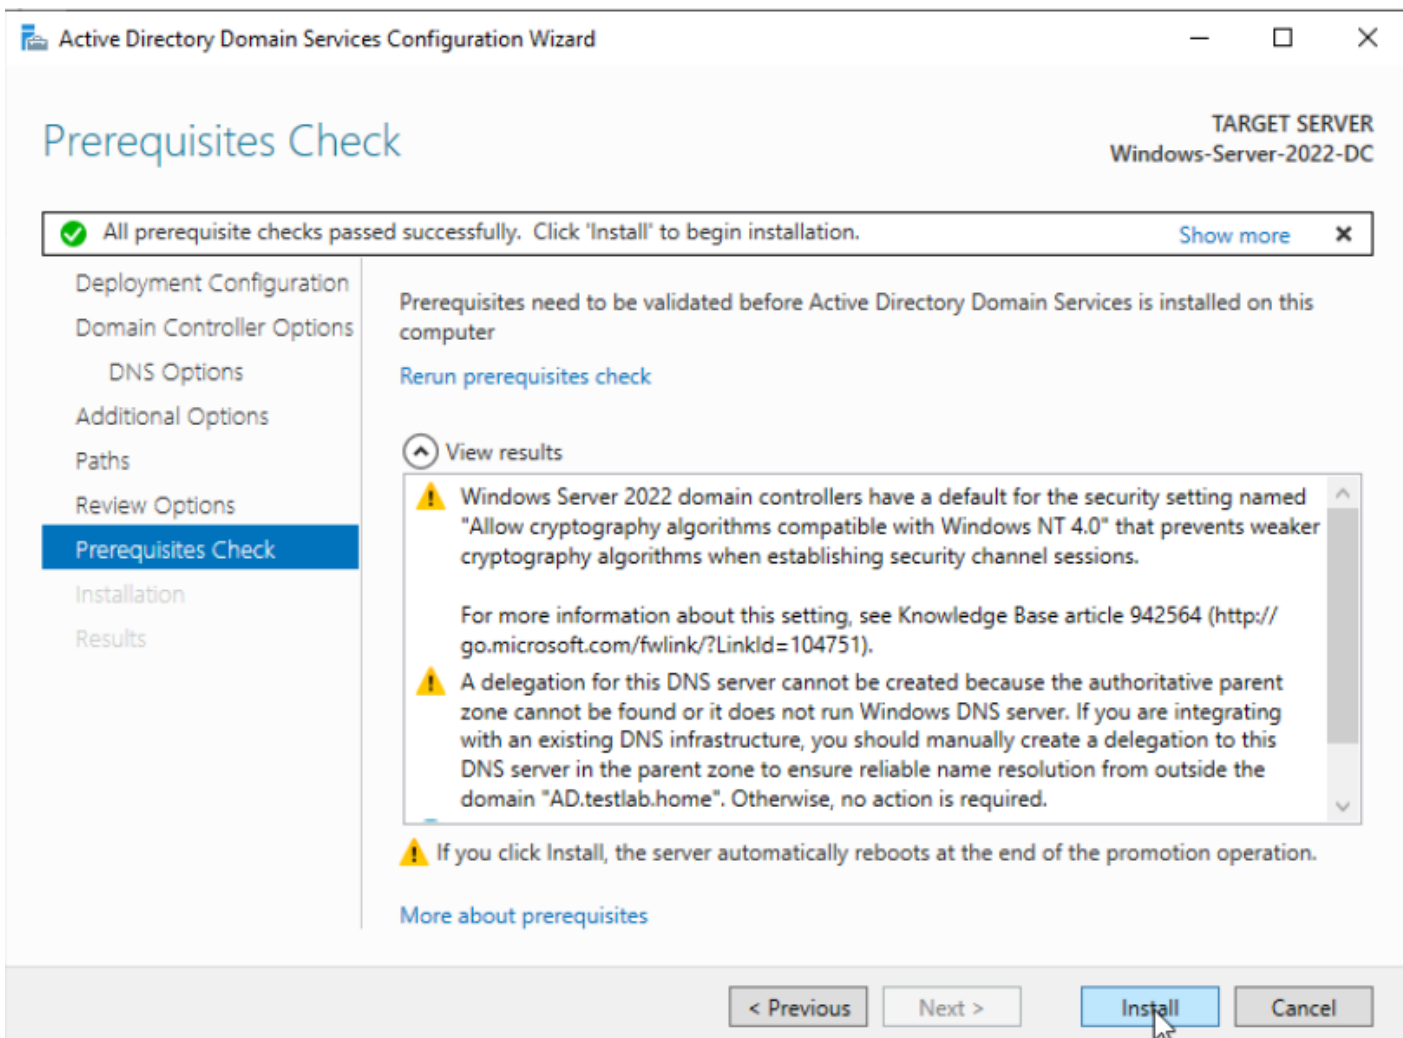 Active Directory Domain Services Configuration Wizard
Prerequisites Check
TARGET SERVER
Windows-Server-2022-DC
All prerequisite checks passed successfully.  Click 'Install' to begin installation.
Show more
Deployment Configuration
Domain Controller Options
DNS Options
Additional Options
Paths
Review Options
Prerequisites Check
Installation
Results
Prerequisites need to be validated before Active Directory Domain Services is installed on this
computer
Rerun prerequisites check
View results
Windows Server 2022 domain controllers have a default for the security setting named
"Allow cryptography algorithms compatible with Windows NT 4.0" that prevents weaker
cryptography algorithms when establishing security channel sessions.
For more information about this setting, see Knowledge Base article 942564 (http://
go.microsoft.com/fwlink/?LinkId=104751).
A delegation for this DNS server cannot be created because the authoritative parent
zone cannot be found or it does not run Windows DNS server. If you are integrating
with an existing DNS infrastructure, you should manually create a delegation to this
DNS server in the parent zone to ensure reliable name resolution from outside the
domain "AD.testlab.home". Otherwise, no action is required.
If you click Install, the server automatically reboots at the end of the promotion operation.
More about prerequisites
< Previous
Next >
Install
Cancel